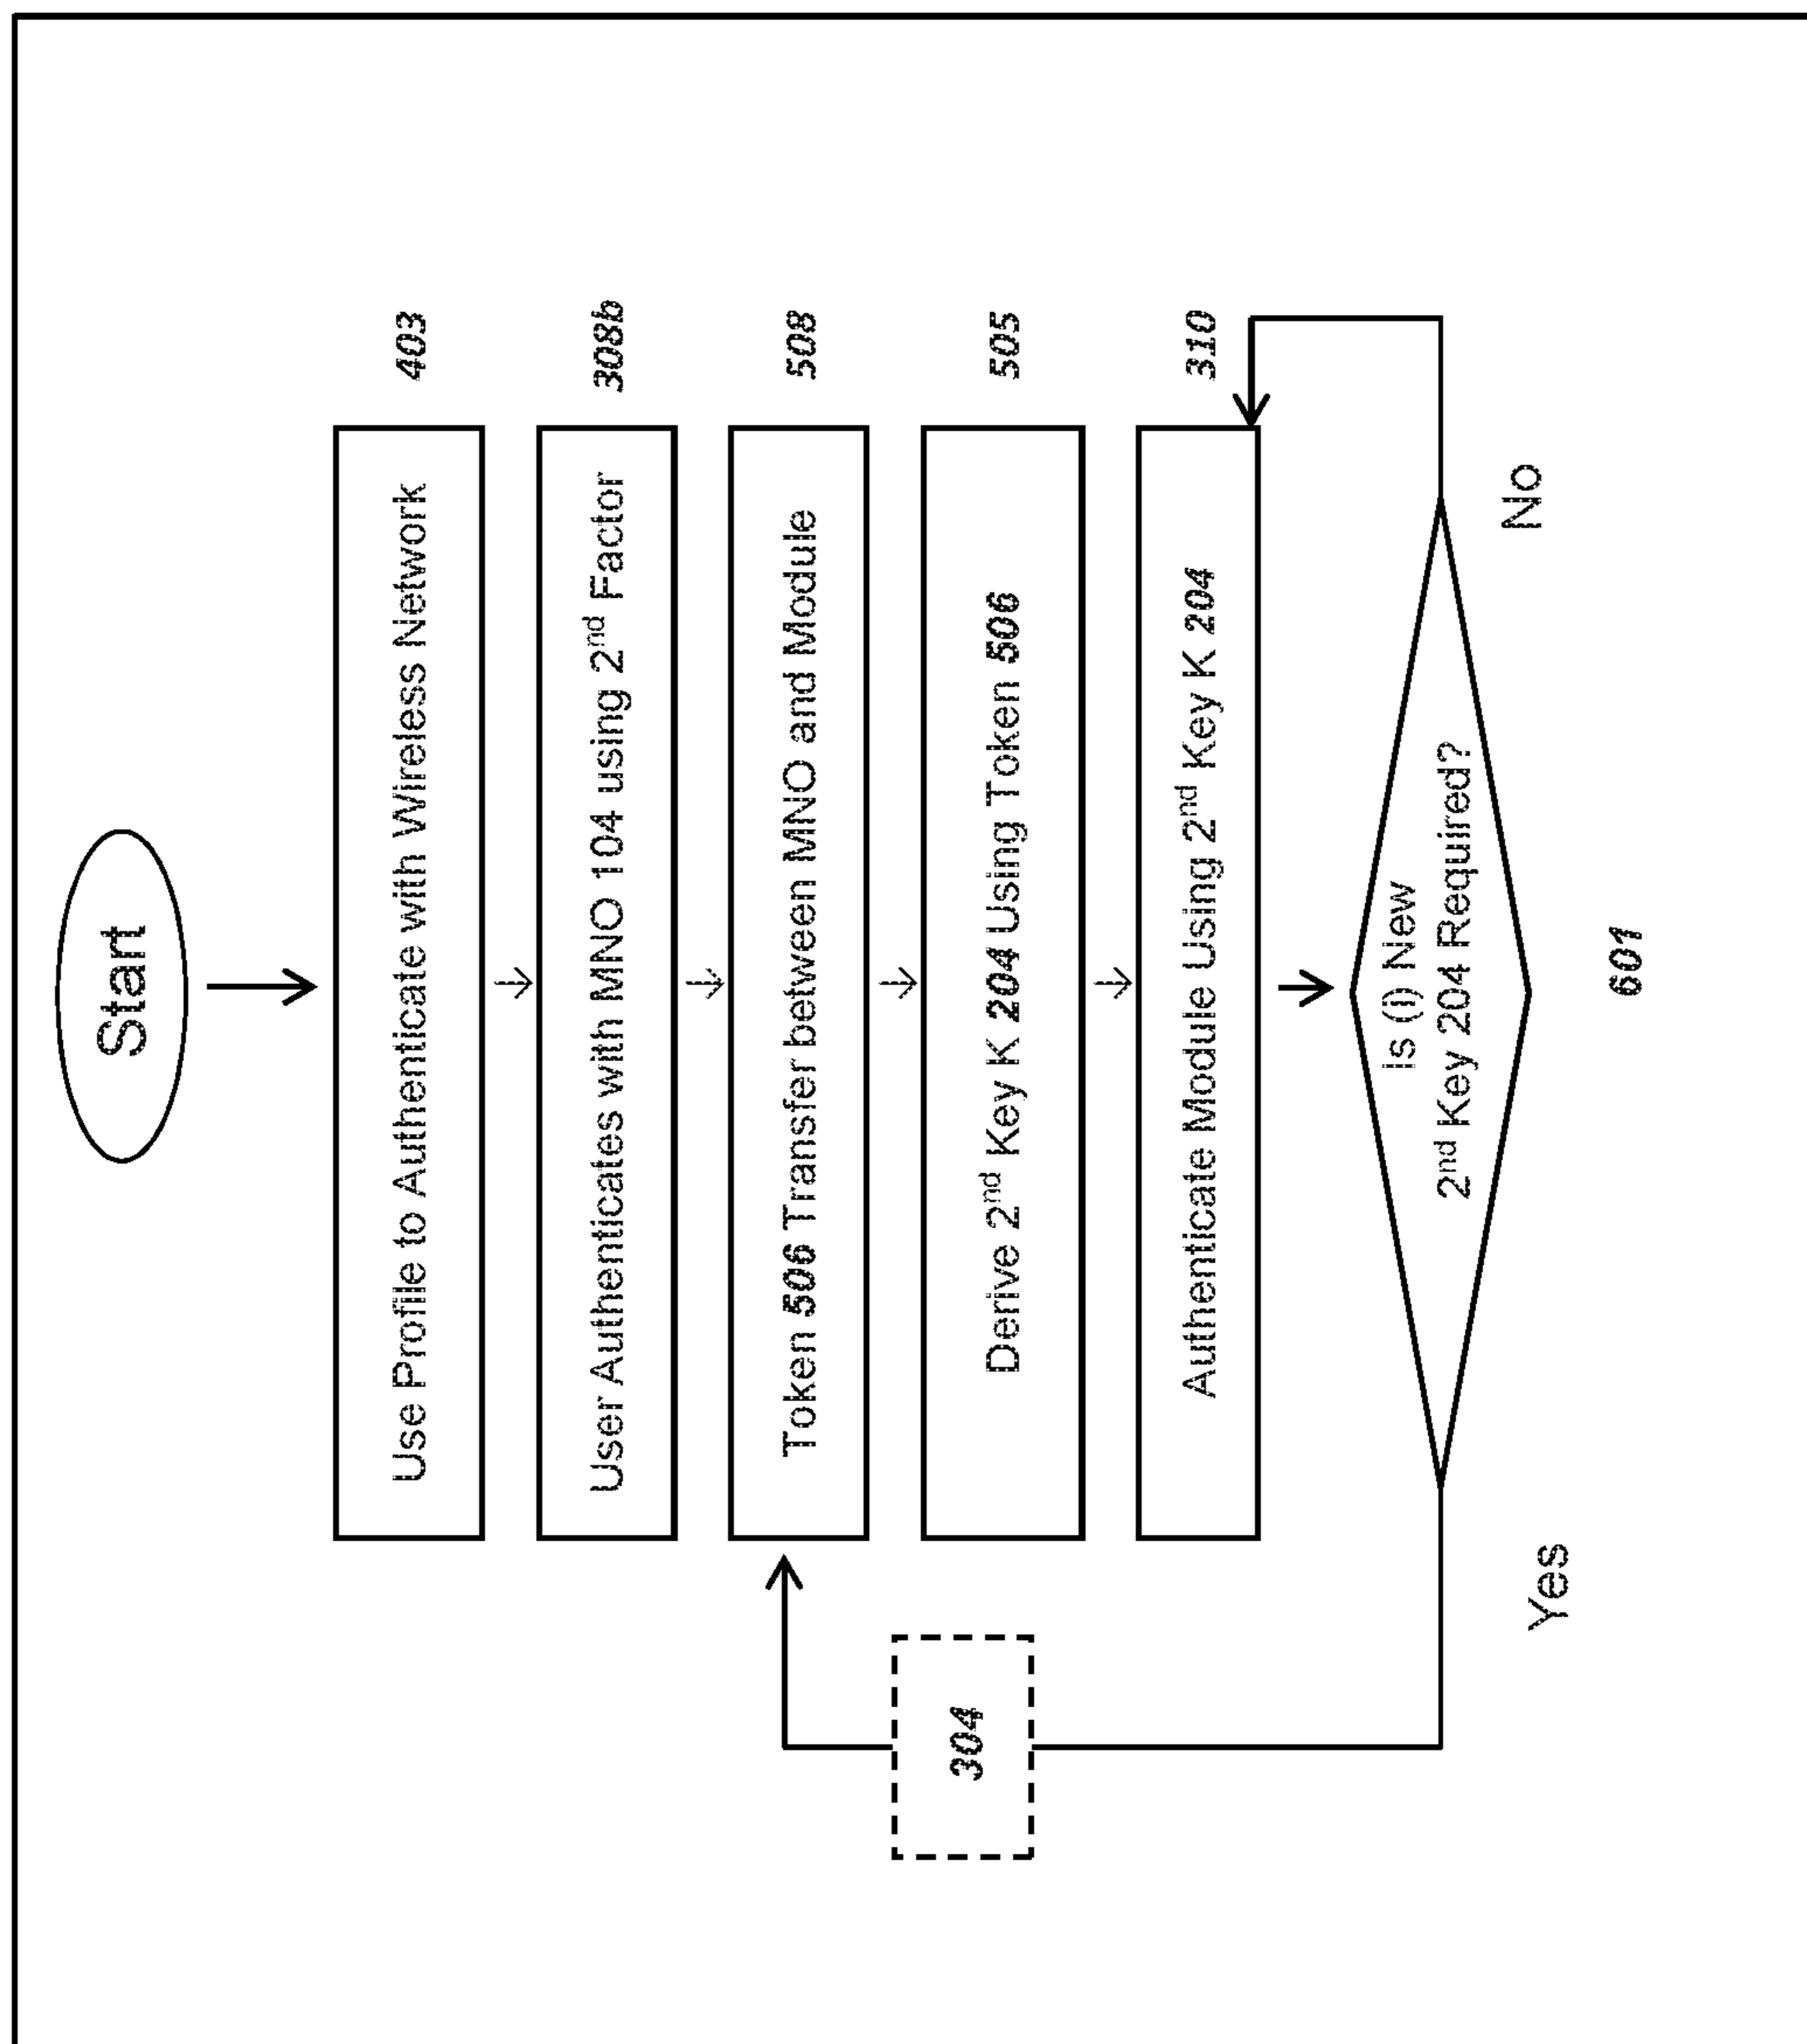 Start
Use Profile to Authenticate with Wireless Network
403
User Authenticates with MNO 104 using 2nd Factor
308b
Token 506 Transfer between MNO and Module
508
Derive 2nd Key K 204 Using Token 506
505
Authenticate Module Using 2nd Key K 204
310
304
Is (i) New
2nd Key 204 Required?
Yes
No
601